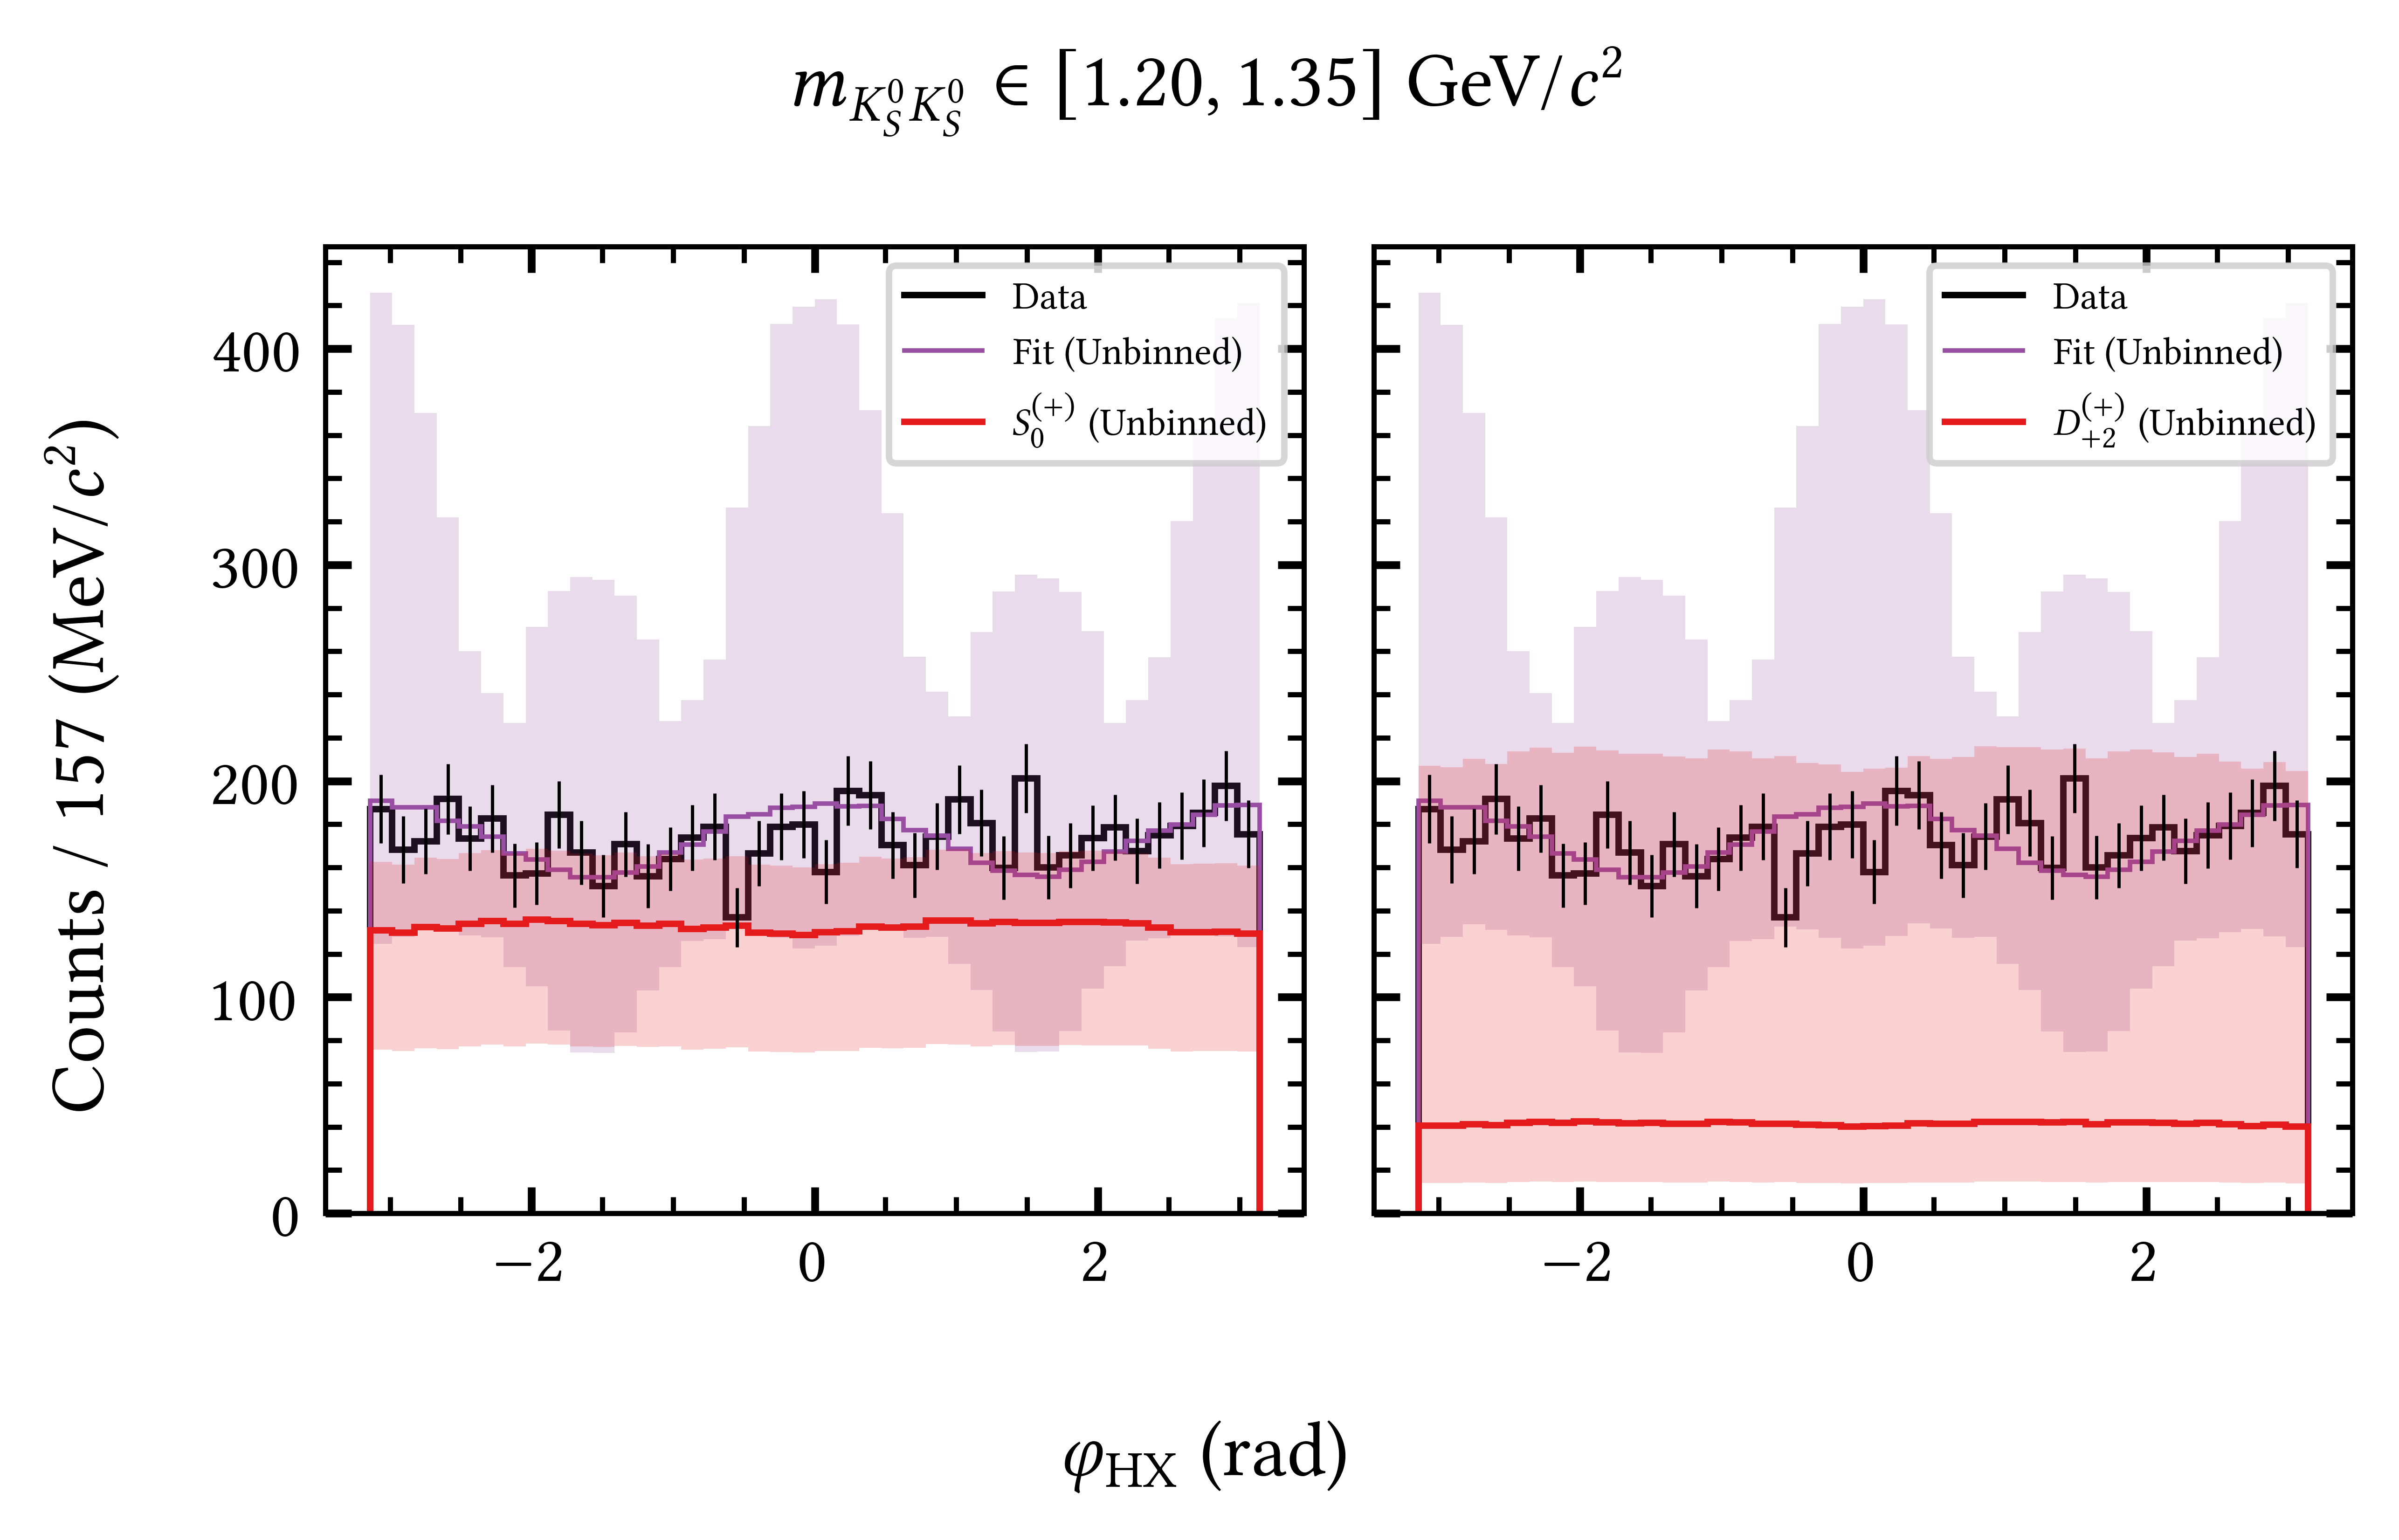 m_{K_S^0 K_S^0} ∈ [1.20, 1.35] GeV/c^2
Counts / 157 (MeV/c^2)
400
300
200
100
0
Data
Fit (Unbinned)
S_0^{(+)} (Unbinned)
−2 0 2
Data
Fit (Unbinned)
D_{+2}^{(+)} (Unbinned)
−2 0 2
φ_{HX} (rad)